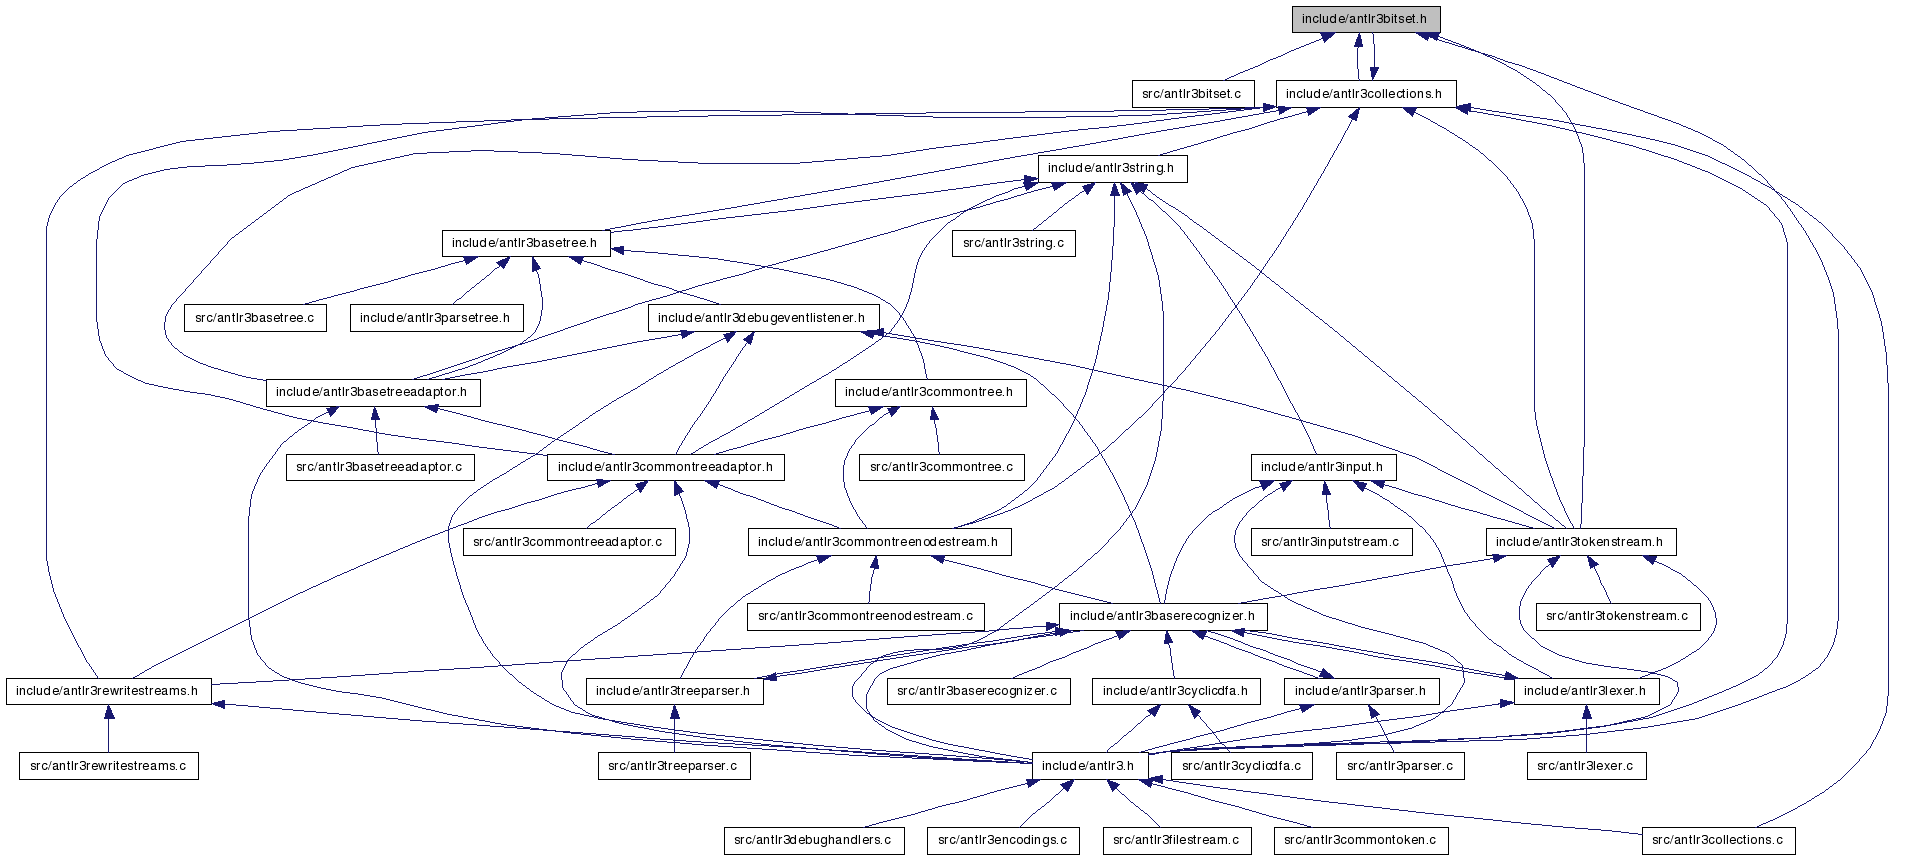 include/antlr3bitset.h
src/antlr3bitset.c
include/antlr3collections.h
include/antlr3string.h
include/antlr3basetree.h
src/antlr3string.c
src/antlr3basetree.c
include/antlr3parsetree.h
include/antlr3debugeventlistener.h
include/antlr3basetreeadaptor.h
include/antlr3commontree.h
src/antlr3basetreeadaptor.c
include/antlr3commontreeadaptor.h
src/antlr3commontree.c
include/antlr3input.h
src/antlr3commontreeadaptor.c
include/antlr3commontreenodestream.h
src/antlr3inputstream.c
include/antlr3tokenstream.h
src/antlr3commontreenodestream.c
include/antlr3baserecognizer.h
src/antlr3tokenstream.c
include/antlr3rewritestreams.h
include/antlr3treeparser.h
src/antlr3baserecognizer.c
include/antlr3cyclicdfa.h
include/antlr3parser.h
include/antlr3lexer.h
src/antlr3rewritestreams.c
src/antlr3treeparser.c
include/antlr3.h
src/antlr3cyclicdfa.c
src/antlr3parser.c
src/antlr3lexer.c
src/antlr3debughandlers.c
src/antlr3encodings.c
src/antlr3filestream.c
src/antlr3commontoken.c
src/antlr3collections.c